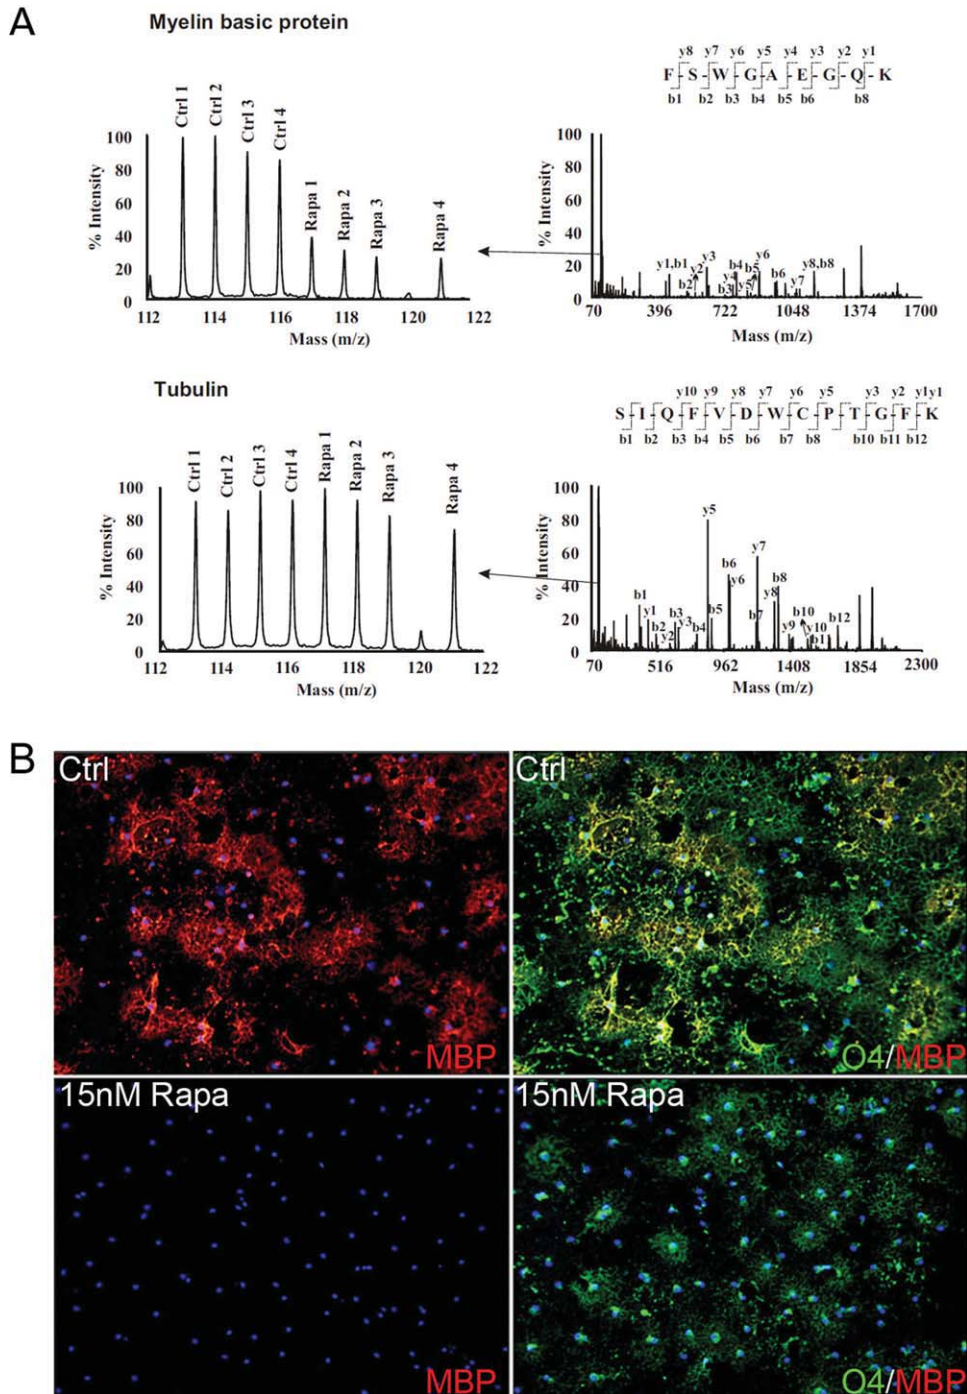 A
Myelin basic protein
y8 y7 y6 y5 y4 y3 y2 y1
F-S-W-G-A-E-G-Q-K
b1 b2 b3 b4 b5 b6 b8
Ctrl 1
Ctrl 2
Ctrl 3
Ctrl 4
Rapa 1
Rapa 2
Rapa 3
Rapa 4
% Intensity
100
80
60
40
20
0
112 114 116 118 120 122
Mass (m/z)
% Intensity
100
80
60
40
20
0
y1,b1
b2
y2
y3
b3
y4
b4
y5
b5
y6
b6
y7
y8,b8
70 396 722 1048 1374 1700
Mass (m/z)
Tubulin
y10 y9 y8 y7 y6 y5 y3 y2 y1y1
S-I-Q-F-V-D-W-C-P-T-G-F-K
b1 b2 b3 b4 b5 b6 b7 b8 b10 b11 b12
Ctrl 1
Ctrl 2
Ctrl 3
Ctrl 4
Rapa 1
Rapa 2
Rapa 3
Rapa 4
% Intensity
100
80
60
40
20
0
112 114 116 118 120 122
Mass (m/z)
% Intensity
100
80
60
40
20
0
b1
y1
b2
y2
b3
y3
b4
y5
b5
b6
y6
y7
b7
y8
b8
y9
b10
y10
b12
70 516 962 1408 1854 2300
Mass (m/z)
B
Ctrl
MBP
Ctrl
O4/MBP
15nM Rapa
MBP
15nM Rapa
O4/MBP